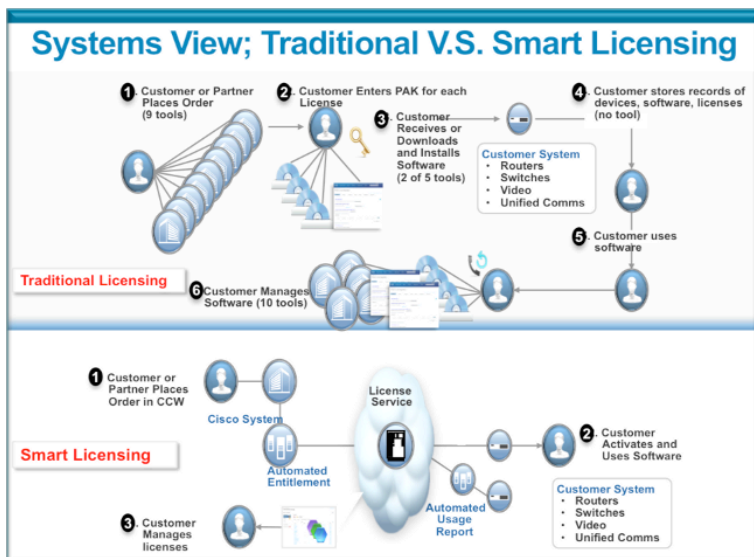 Systems View; Traditional V.S. Smart Licensing
1. Customer or Partner
Places Order
(9 tools)
2. Customer Enters PAK for each
License
3. Customer
Receives or
Downloads
and Installs
Software
(2 of 5 tools)
4. Customer stores records of
devices, software, licenses
(no tool)
Customer System
• Routers
• Switches
• Video
• Unified Comms
5. Customer uses
software
Traditional Licensing
6 Customer Manages
Software (10 tools)
1 Customer or
Partner Places
Order in CCW
Cisco System
License
Service
2. Customer
Activates and
Uses Software
Smart Licensing
Automated
Entitlement
Automated
Usage
Report
Customer System
• Routers
• Switches
• Video
• Unified Comms
3. Customer
Manages
licenses